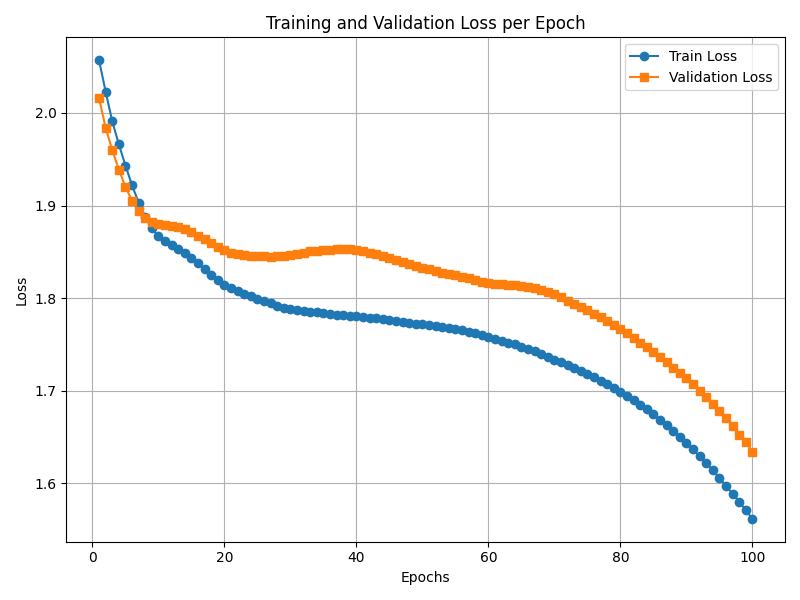 Training and Validation Loss per Epoch
Train Loss
Validation Loss
2.0
1.9
1.8
1.7
1.6
Loss
0
20
40
60
80
100
Epochs